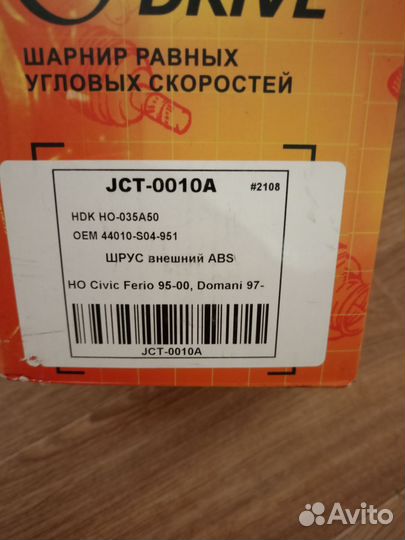 DRIVE
ШАРНИР РАВНЫХ
УГЛОВЫХ СКОРОСТЕЙ
JCT-0010A #2108
HDK HO-035A50
OEM 44010-S04-951
ШРУС внешний ABS
HO Civic Ferio 95-00, Domani 97-
JCT-0010A
Avito